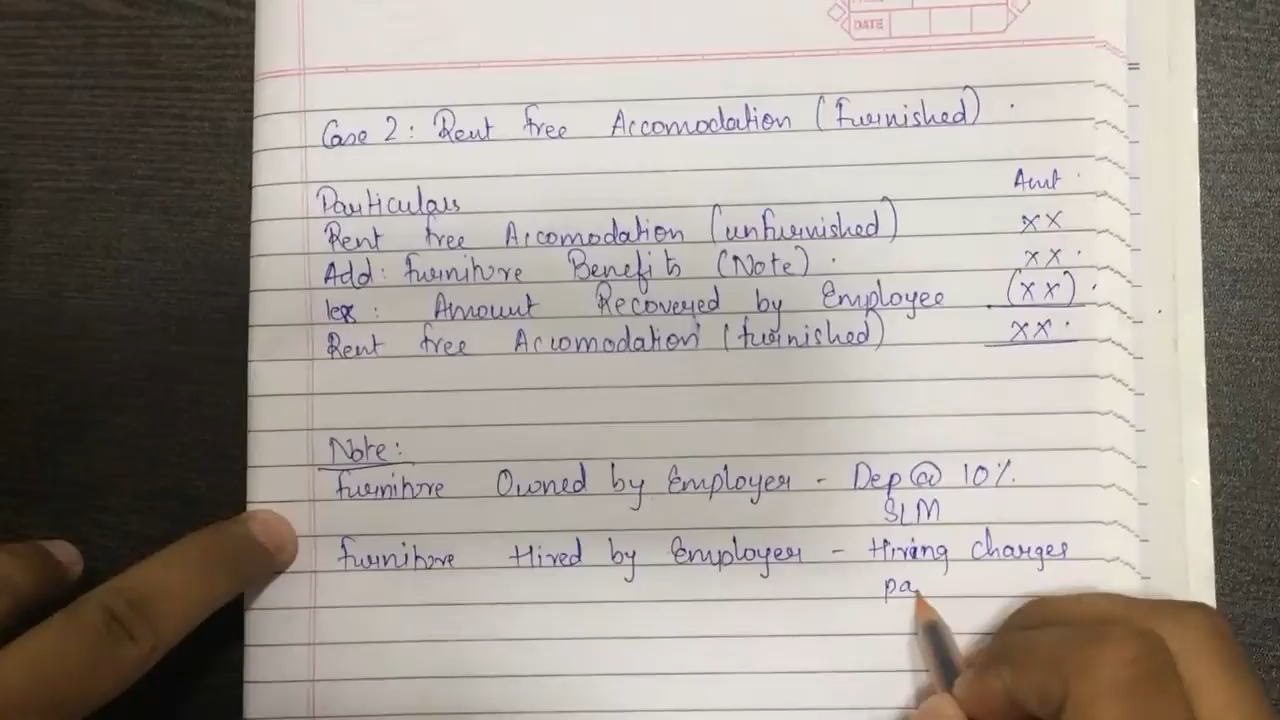 DATE
Case 2: Rent free Accomodation (Furnished)
Particulars Amt
Rent free Accomodation (unfurnished) xx
Add: furniture Benefits (Note) xx
less: Amount Recoveyed by Employee (xx)
Rent free Accomodation (furnished) xx
Note:
furniture Owned by Employer - Dep @ 10%
SLM
furniture Hired by Employer - Hiring charges
pa